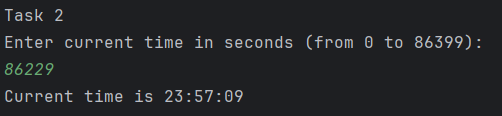 Task 2
Enter current time in seconds (from 0 to 86399):
86229
Current time is 23:57:09